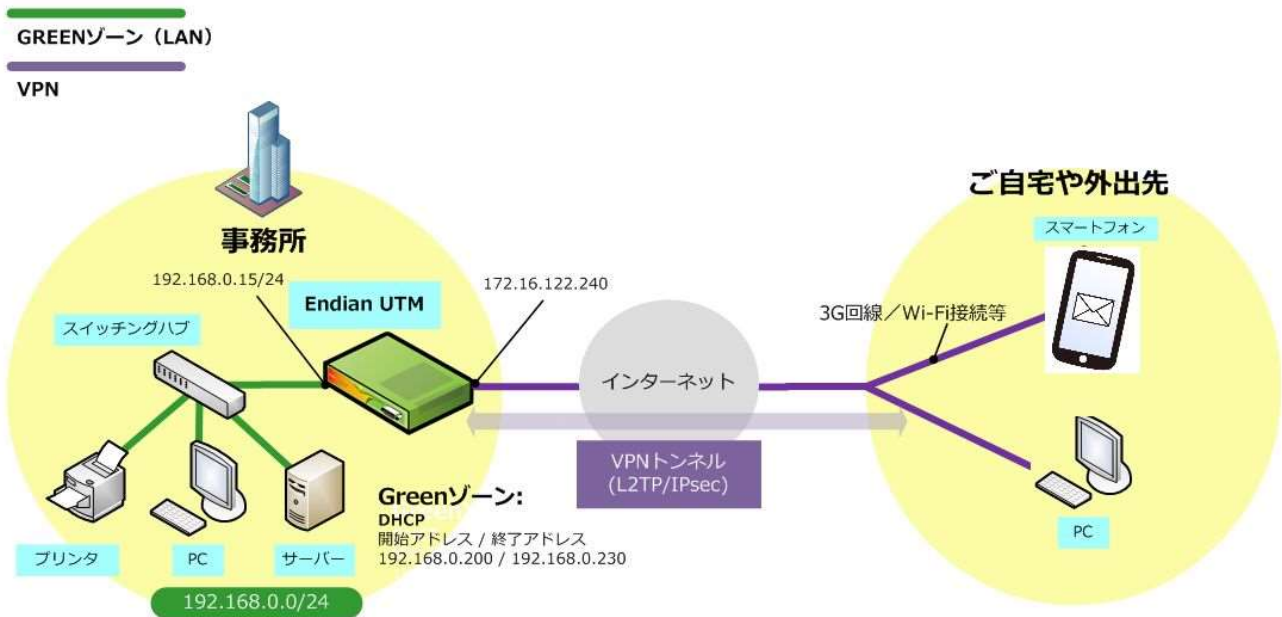 GREENゾーン（LAN）
VPN
事務所
192.168.0.15/24
Endian UTM
172.16.122.240
スイッチングハブ
プリンタ
PC
サーバー
Greenゾーン:
DHCP
開始アドレス / 終了アドレス
192.168.0.200 / 192.168.0.230
192.168.0.0/24
インターネット
VPNトンネル
(L2TP/IPsec)
ご自宅や外出先
スマートフォン
3G回線／Wi-Fi接続等
PC